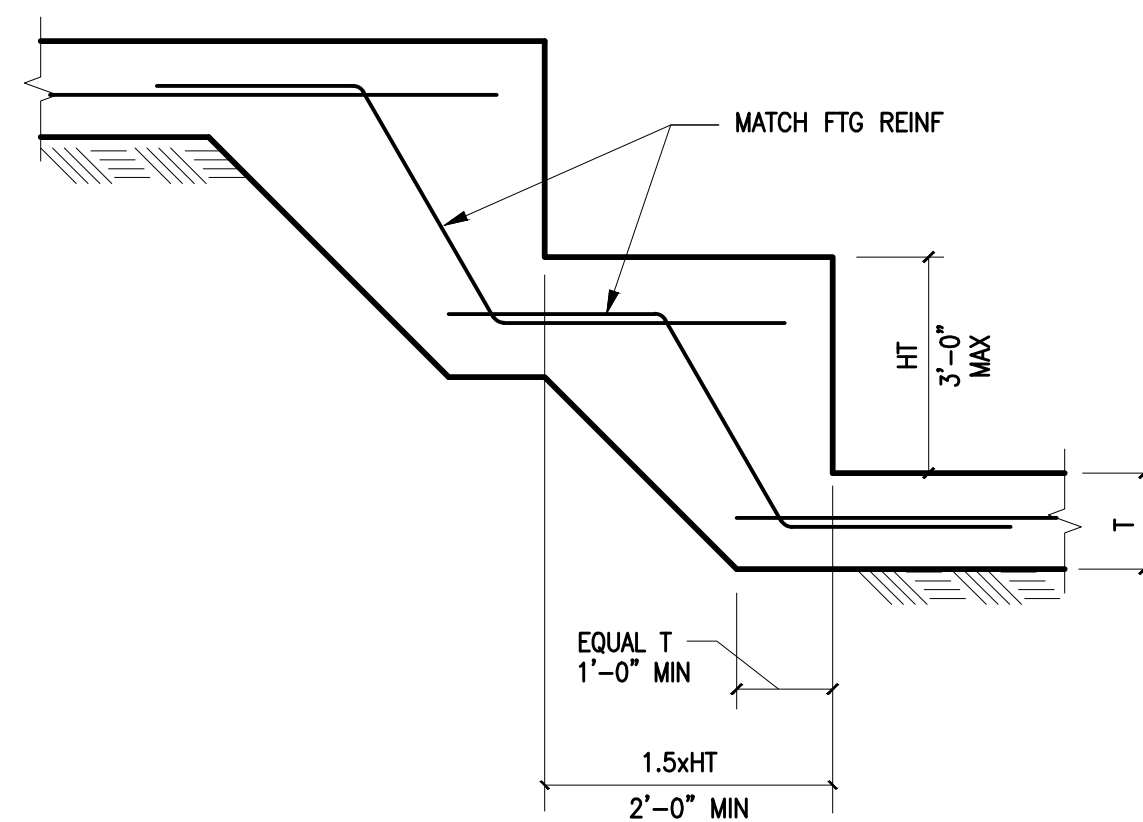 MATCH FTG REINF
HT
3'-0"
MAX
T
EQUAL T
1'-0" MIN
1.5xHT
2'-0" MIN